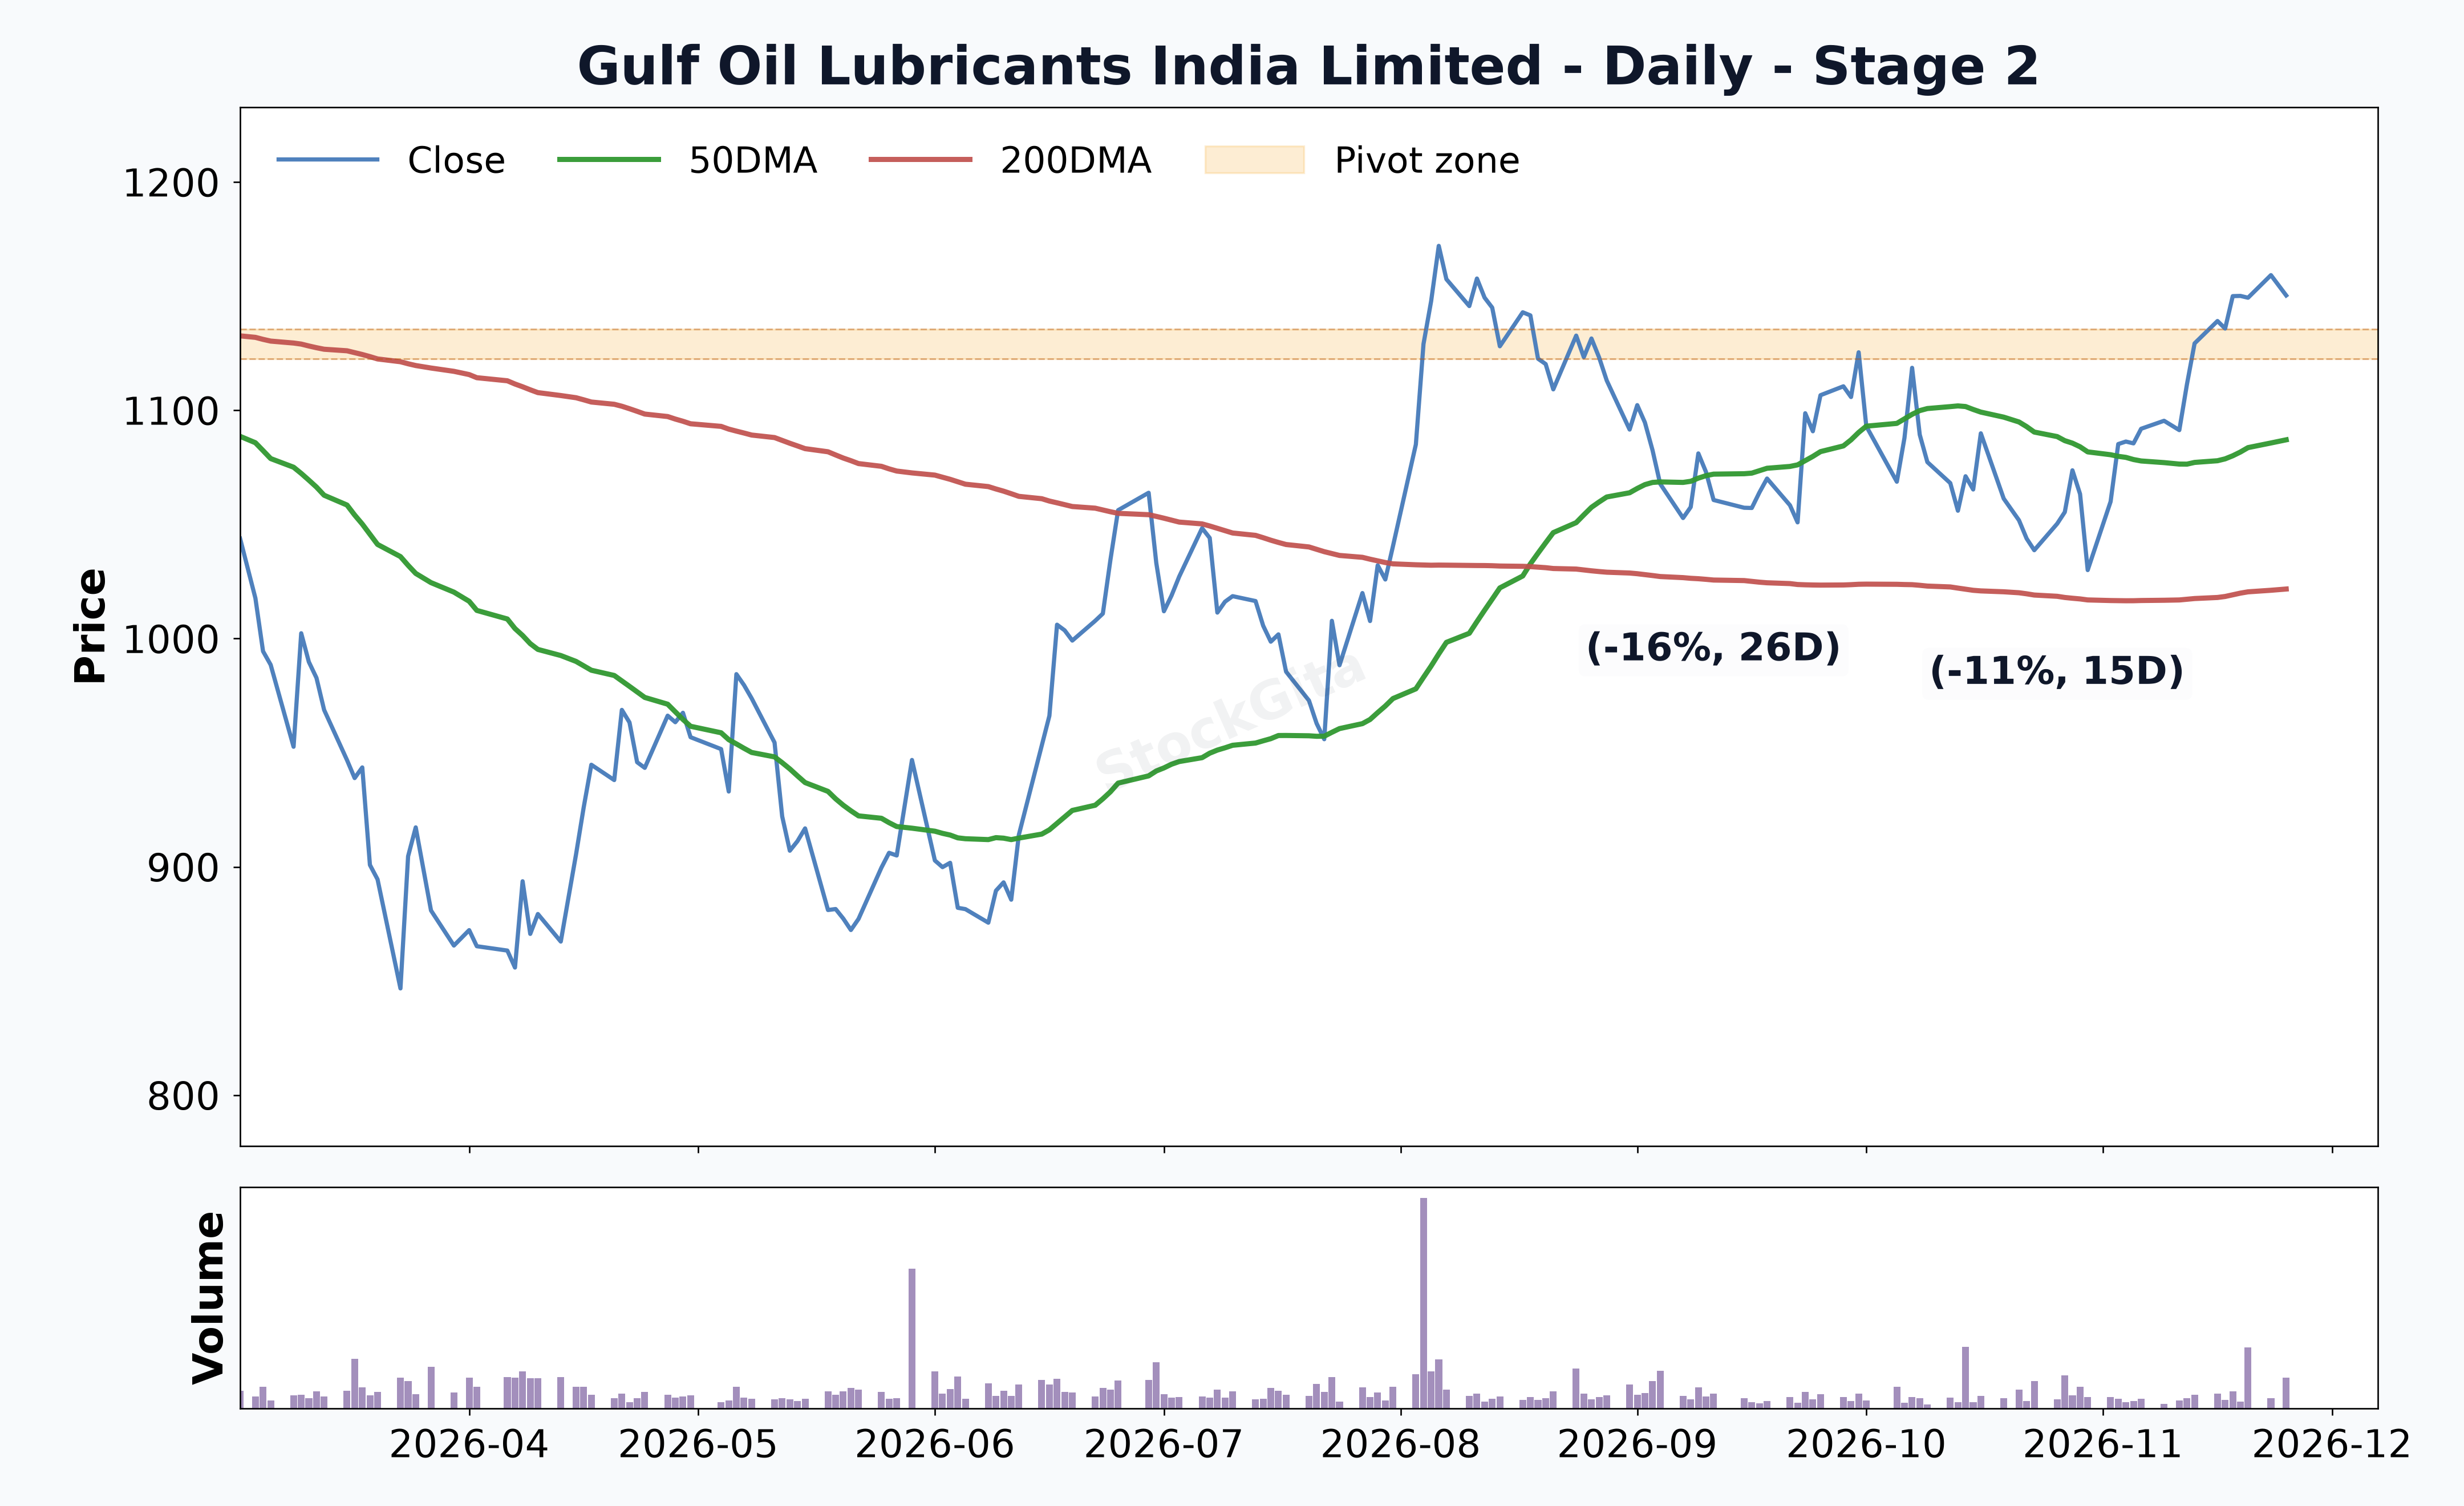 Gulf Oil Lubricants India Limited - Daily - Stage 2
Close
50DMA
200DMA
Pivot zone
Price
1200
1100
1000
900
800
StockGita
(-16%, 26D)
(-11%, 15D)
Volume
2026-04
2026-05
2026-06
2026-07
2026-08
2026-09
2026-10
2026-11
2026-12